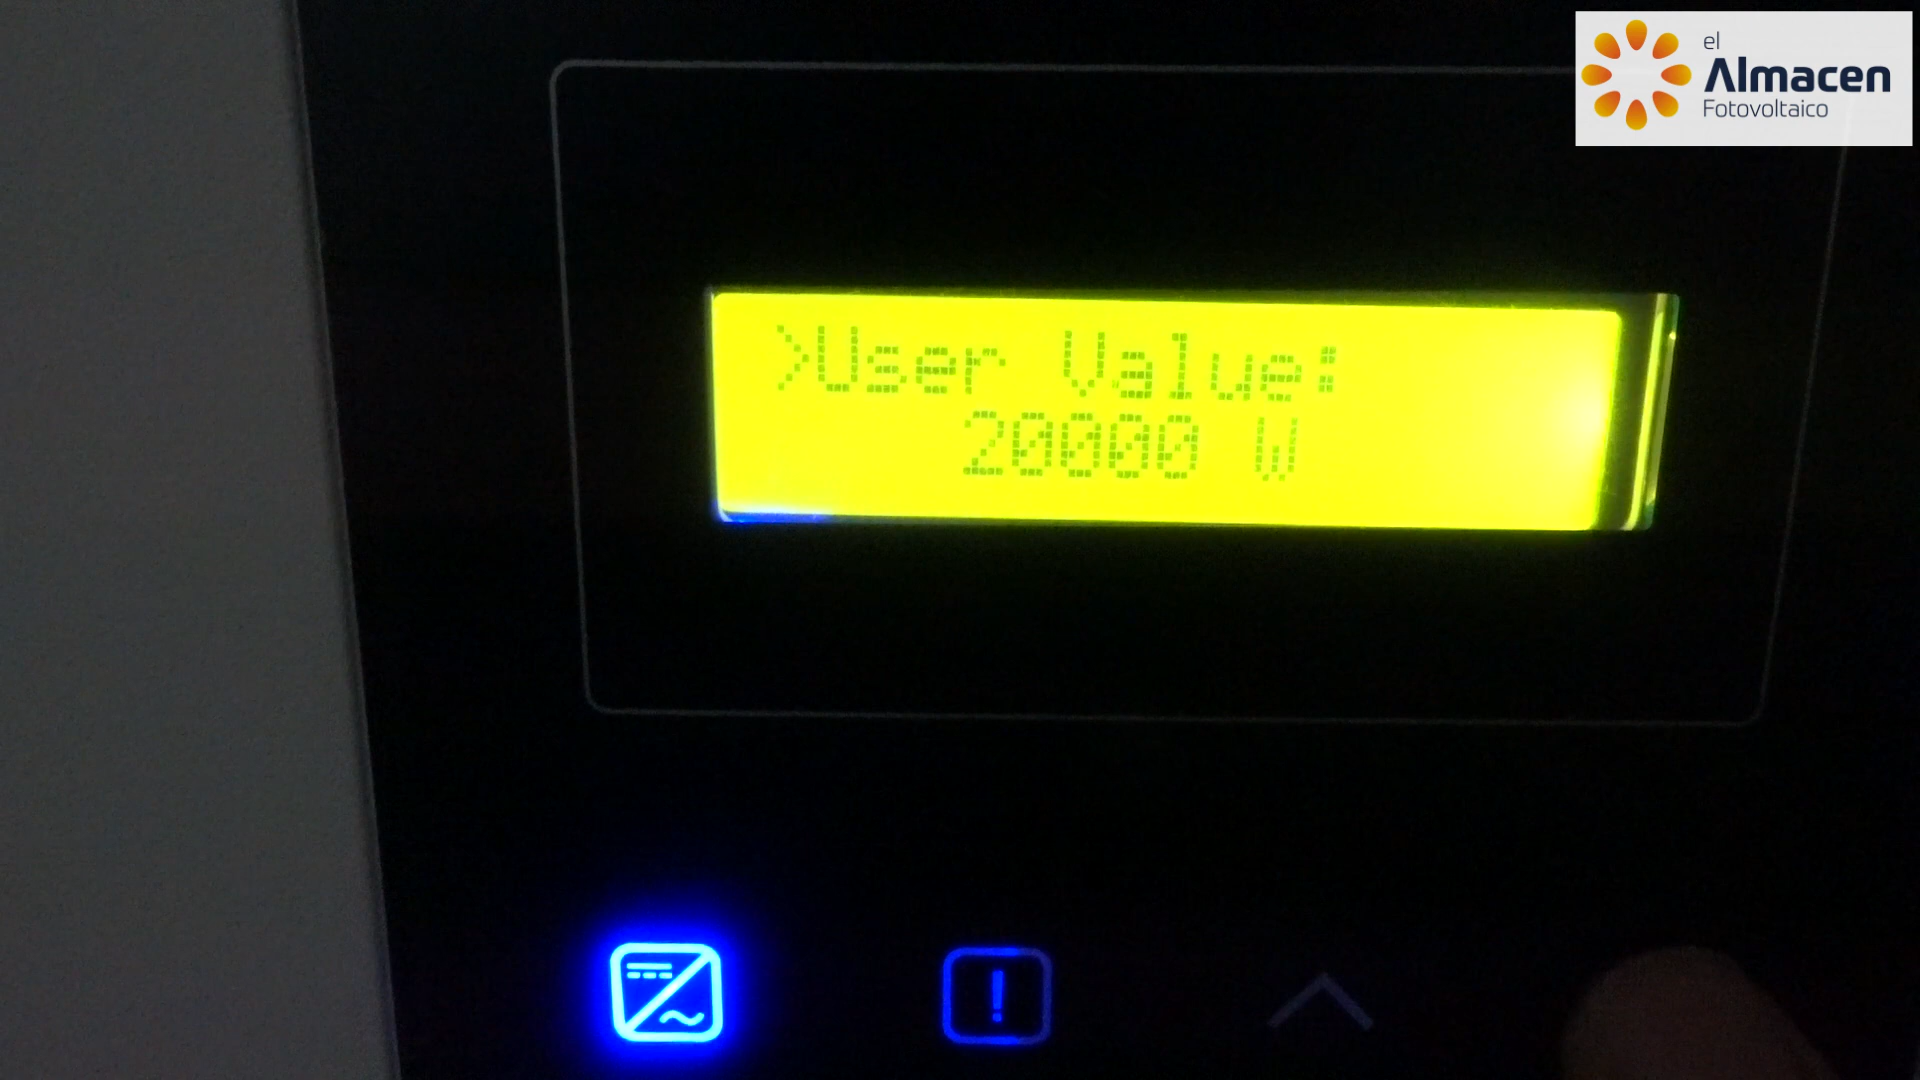 el
Almacen
Fotovoltaico
>User Value:
20000 W
!